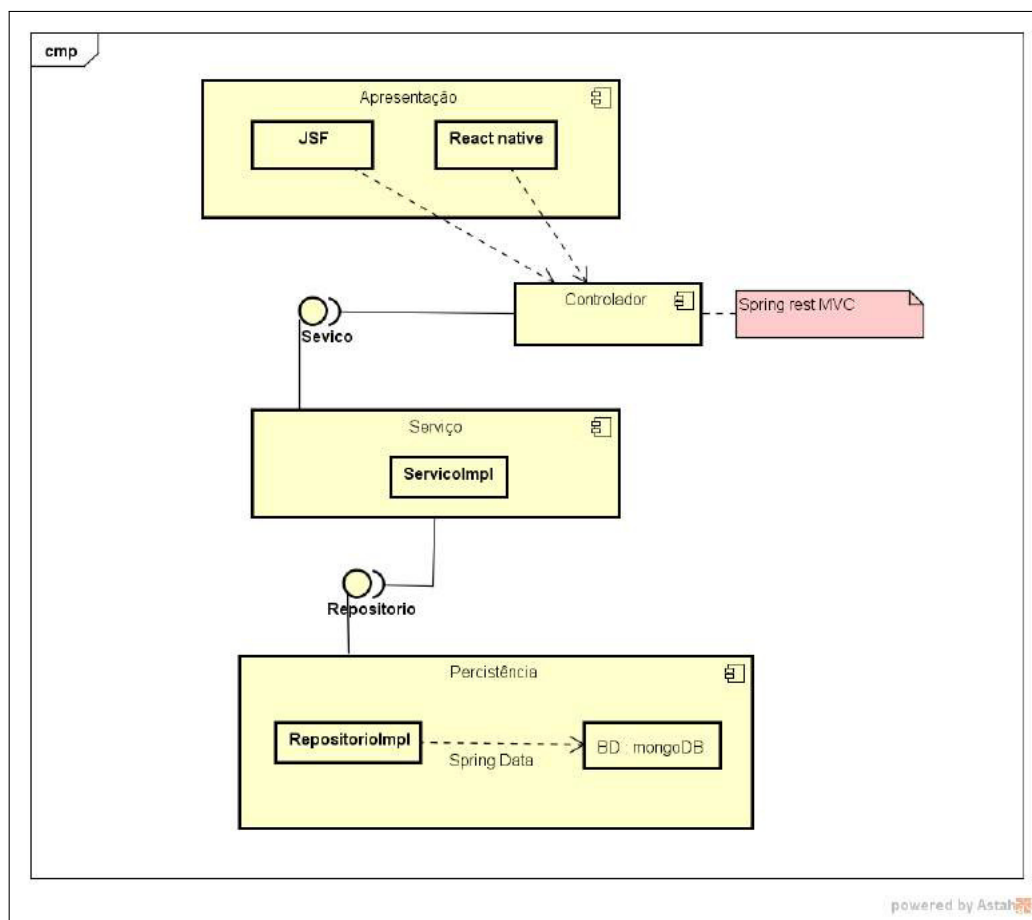 cmp
Apresentação
JSF
React native
Controlador
Spring rest MVC
Sevico
Serviço
ServicoImpl
Repositorio
Percistência
RepositorioImpl
Spring Data
BD : mongoDB
powered by Astah